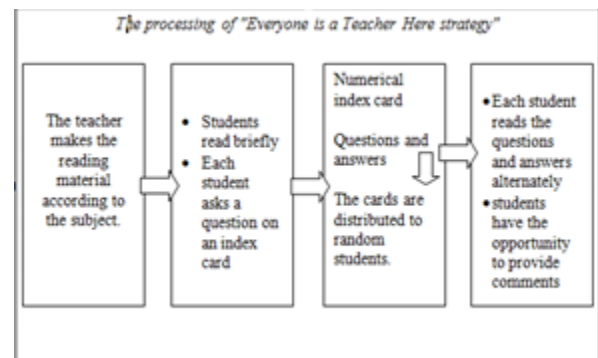 The processing of "Everyone is a Teacher Here strategy"
The teacher
makes the
reading
material
according to
the subject.
• Students
read briefly
• Each
student
asks a
question on
an index
card
Numerical
index card
Questions and
answers
The cards are
distributed to
random
students.
• Each student
reads the
questions
and answers
alternately
• students
have the
opportunity
to provide
comments